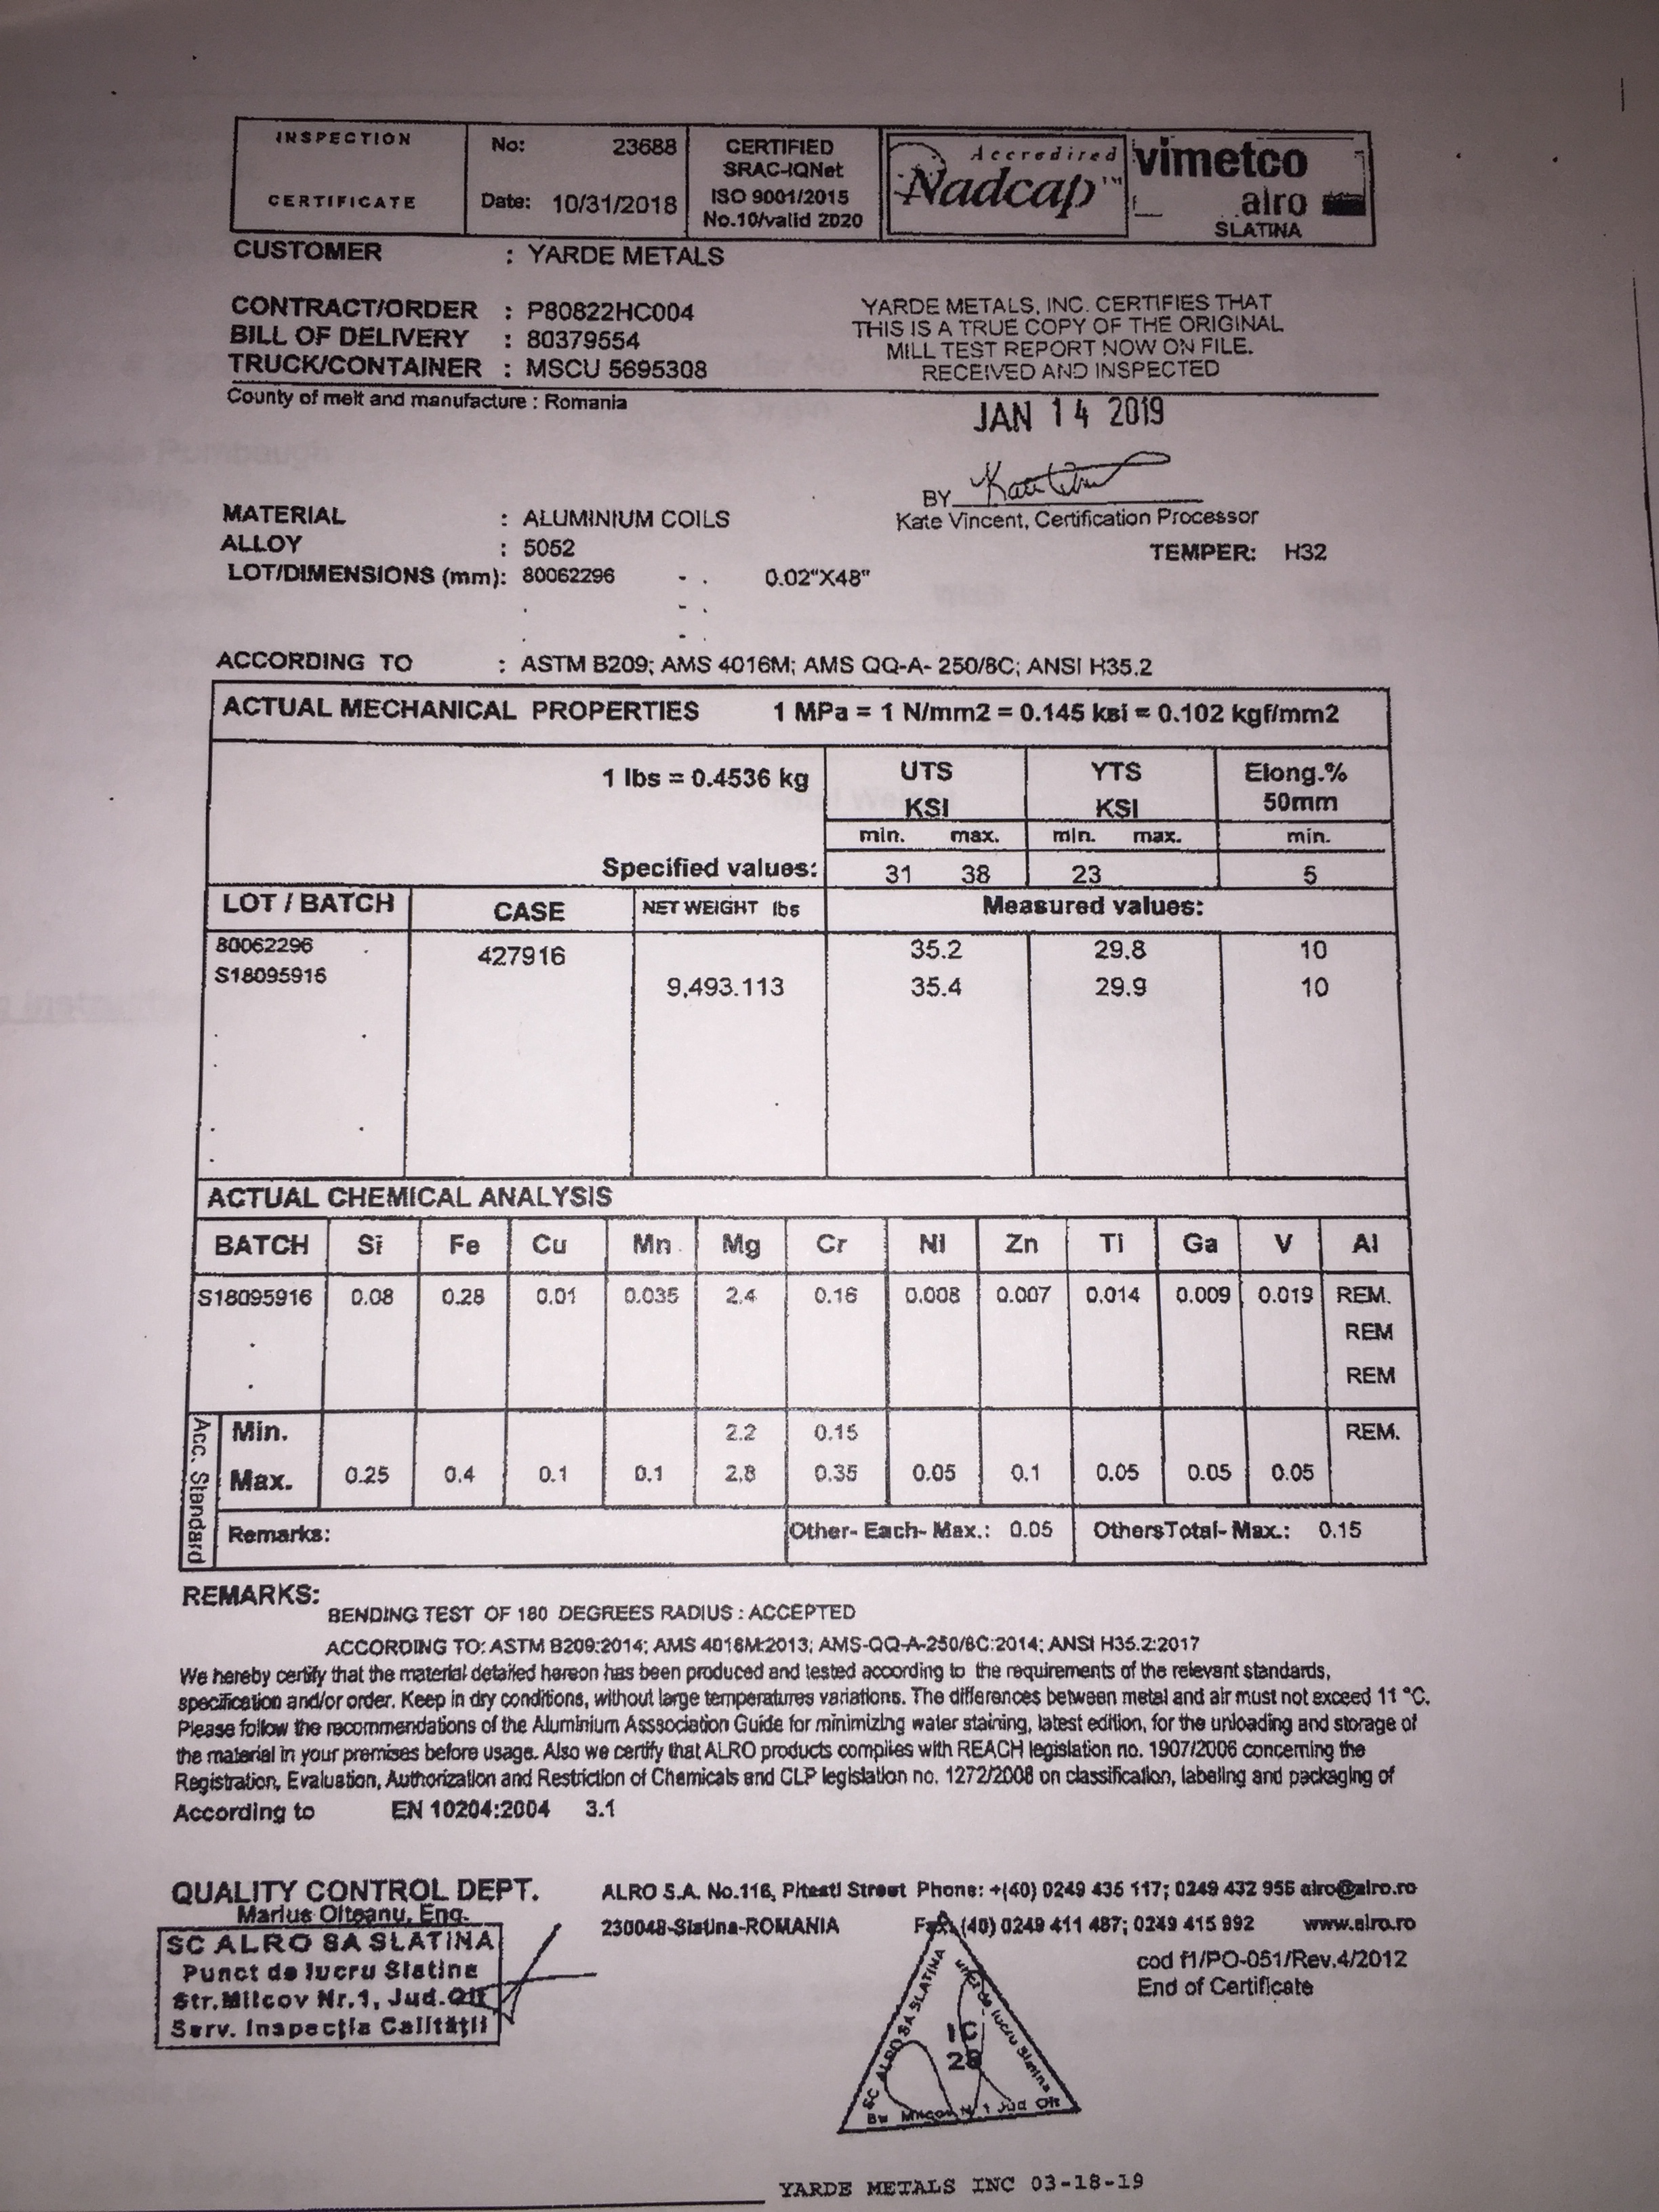 INSPECTION
CERTIFICATE
No: 23688
Date: 10/31/2018
CERTIFIED
SRAC-IQNet
ISO 9001/2015
No.10/valid 2020
Accredired
Nadcap™
vimetco
alro
SLATINA
CUSTOMER : YARDE METALS
CONTRACT/ORDER : P80822HC004
BILL OF DELIVERY : 80379554
TRUCK/CONTAINER : MSCU 5695308
YARDE METALS, INC. CERTIFIES THAT
THIS IS A TRUE COPY OF THE ORIGINAL
MILL TEST REPORT NOW ON FILE.
RECEIVED AND INSPECTED
County of melt and manufacture : Romania
JAN 14 2019
BY
Kate Vincent, Certification Processor
MATERIAL : ALUMINIUM COILS
ALLOY : 5052
TEMPER: H32
LOT/DIMENSIONS (mm): 80062296 - . 0.02"X48"
. - .
. - .
ACCORDING TO : ASTM B209; AMS 4016M; AMS QQ-A- 250/8C; ANSI H35.2
ACTUAL MECHANICAL PROPERTIES 1 MPa = 1 N/mm2 = 0.145 ksi = 0.102 kgf/mm2
1 lbs = 0.4536 kg UTS YTS Elong.%
KSI KSI 50mm
min. max. min. max. min.
Specified values: 31 38 23 5
LOT / BATCH CASE NET WEIGHT lbs Measured values:
80062296 427916 35.2 29.8 10
S18095916 9,493.113 35.4 29.9 10
ACTUAL CHEMICAL ANALYSIS
BATCH Si Fe Cu Mn Mg Cr Ni Zn Ti Ga V Al
S18095916 0.08 0.28 0.01 0.035 2.4 0.16 0.008 0.007 0.014 0.009 0.019 REM.
REM
REM
Acc. Standard
Min. 2.2 0.15 REM.
Max. 0.25 0.4 0.1 0.1 2.8 0.35 0.05 0.1 0.05 0.05 0.05
Remarks: Other- Each- Max.: 0.05 OthersTotal- Max.: 0.15
REMARKS:
BENDING TEST OF 180 DEGREES RADIUS : ACCEPTED
ACCORDING TO: ASTM B209:2014; AMS 4016M:2013; AMS-QQ-A-250/8C:2014; ANSI H35.2:2017
We hereby certify that the material detailed hereon has been produced and tested according to the requirements of the relevant standards,
specification and/or order. Keep in dry conditions, without large temperatures variations. The differences between metal and air must not exceed 11 °C.
Please follow the recommendations of the Aluminium Asssociation Guide for minimizing water staining, latest edition, for the unloading and storage of
the material in your premises before usage. Also we certify that ALRO products complies with REACH legislation no. 1907/2006 concerning the
Registration, Evaluation, Authorization and Restriction of Chemicals and CLP legislation no. 1272/2008 on classification, labeling and packaging of
According to EN 10204:2004 3.1
QUALITY CONTROL DEPT.
Marius Olteanu, Eng.
ALRO S.A. No.116, Pitesti Street Phone: +(40) 0249 435 117; 0249 432 956 alro@alro.ro
230048-Slatina-ROMANIA Fax: (40) 0249 411 487; 0249 415 992 www.alro.ro
cod f1/PO-051/Rev.4/2012
End of Certificate
SC ALRO SA SLATINA
Punct de lucru Slatina
Str.Milcov Nr.1, Jud.Olt
Serv. Inspecţia Calităţii
SC ALRO SA SLATINA
lucru Slatina
IC
28
Jud Olt
YARDE METALS INC 03-18-19